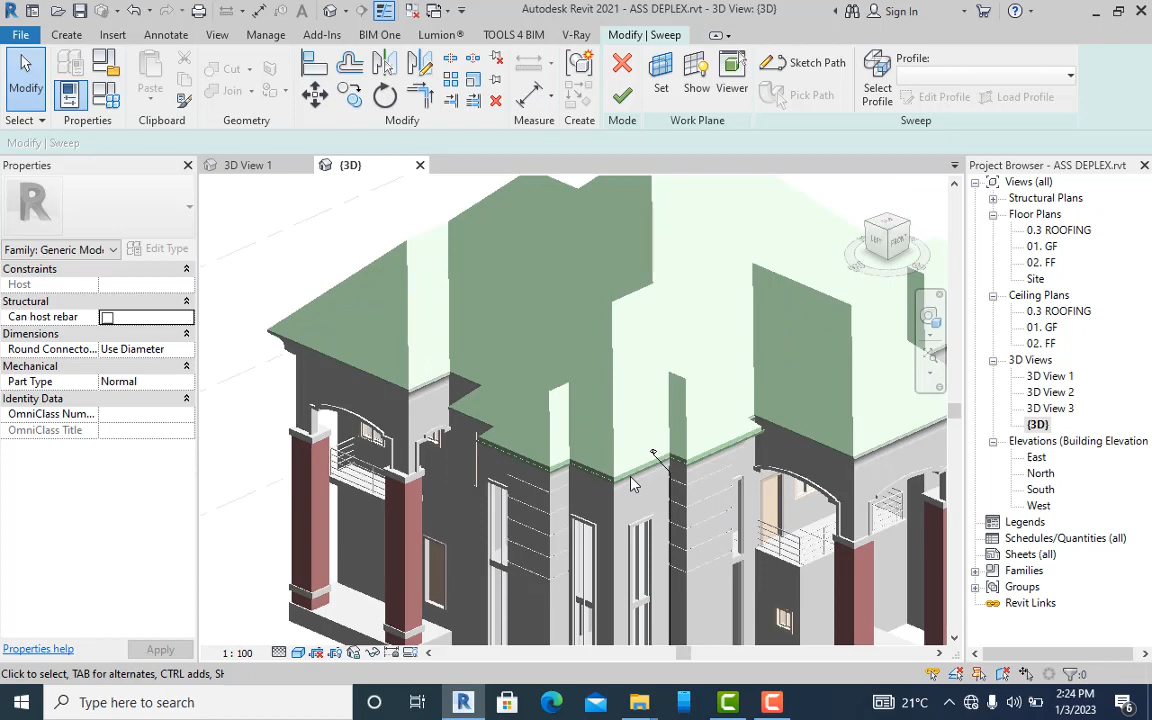 Autodesk Revit 2021 - ASS DEPLEX.rvt - 3D View: {3D}
Sign In
File Create Insert Annotate View Manage Add-Ins BIM One Lumion® TOOLS 4 BIM V-Ray Modify | Sweep
Modify
Paste
Cut
Join
Set Show Viewer
Sketch Path
Pick Path
Select
Profile
Profile:
Edit Profile Load Profile
Select Properties Clipboard Geometry Modify Measure Create Mode Work Plane Sweep
Modify | Sweep
Properties
3D View 1
{3D}
Project Browser - ASS DEPLEX.rvt
Family: Generic Mode
Edit Type
Constraints
Host
Structural
Can host rebar
Dimensions
Round Connecto... Use Diameter
Mechanical
Part Type Normal
Identity Data
OmniClass Num...
OmniClass Title
Properties help
Apply
LEFT
FRONT
1 : 100
Views (all)
Structural Plans
Floor Plans
0.3 ROOFING
01. GF
02. FF
Site
Ceiling Plans
0.3 ROOFING
01. GF
02. FF
3D Views
3D View 1
3D View 2
3D View 3
{3D}
Elevations (Building Elevation
East
North
South
West
Legends
Schedules/Quantities (all)
Sheets (all)
Families
Groups
Revit Links
Click to select, TAB for alternates, CTRL adds, SH
:0
Type here to search
21°C
2:24 PM
1/3/2023
6